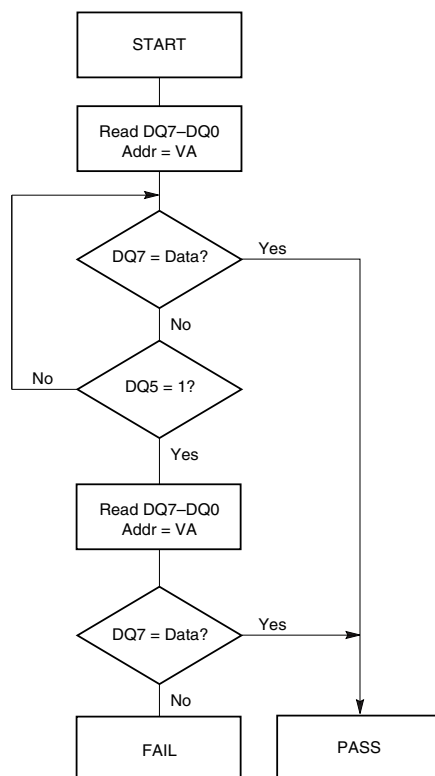 START
Read DQ7–DQ0
Addr = VA
DQ7 = Data?
Yes
No
DQ5 = 1?
No
Yes
Read DQ7–DQ0
Addr = VA
DQ7 = Data?
Yes
No
FAIL
PASS